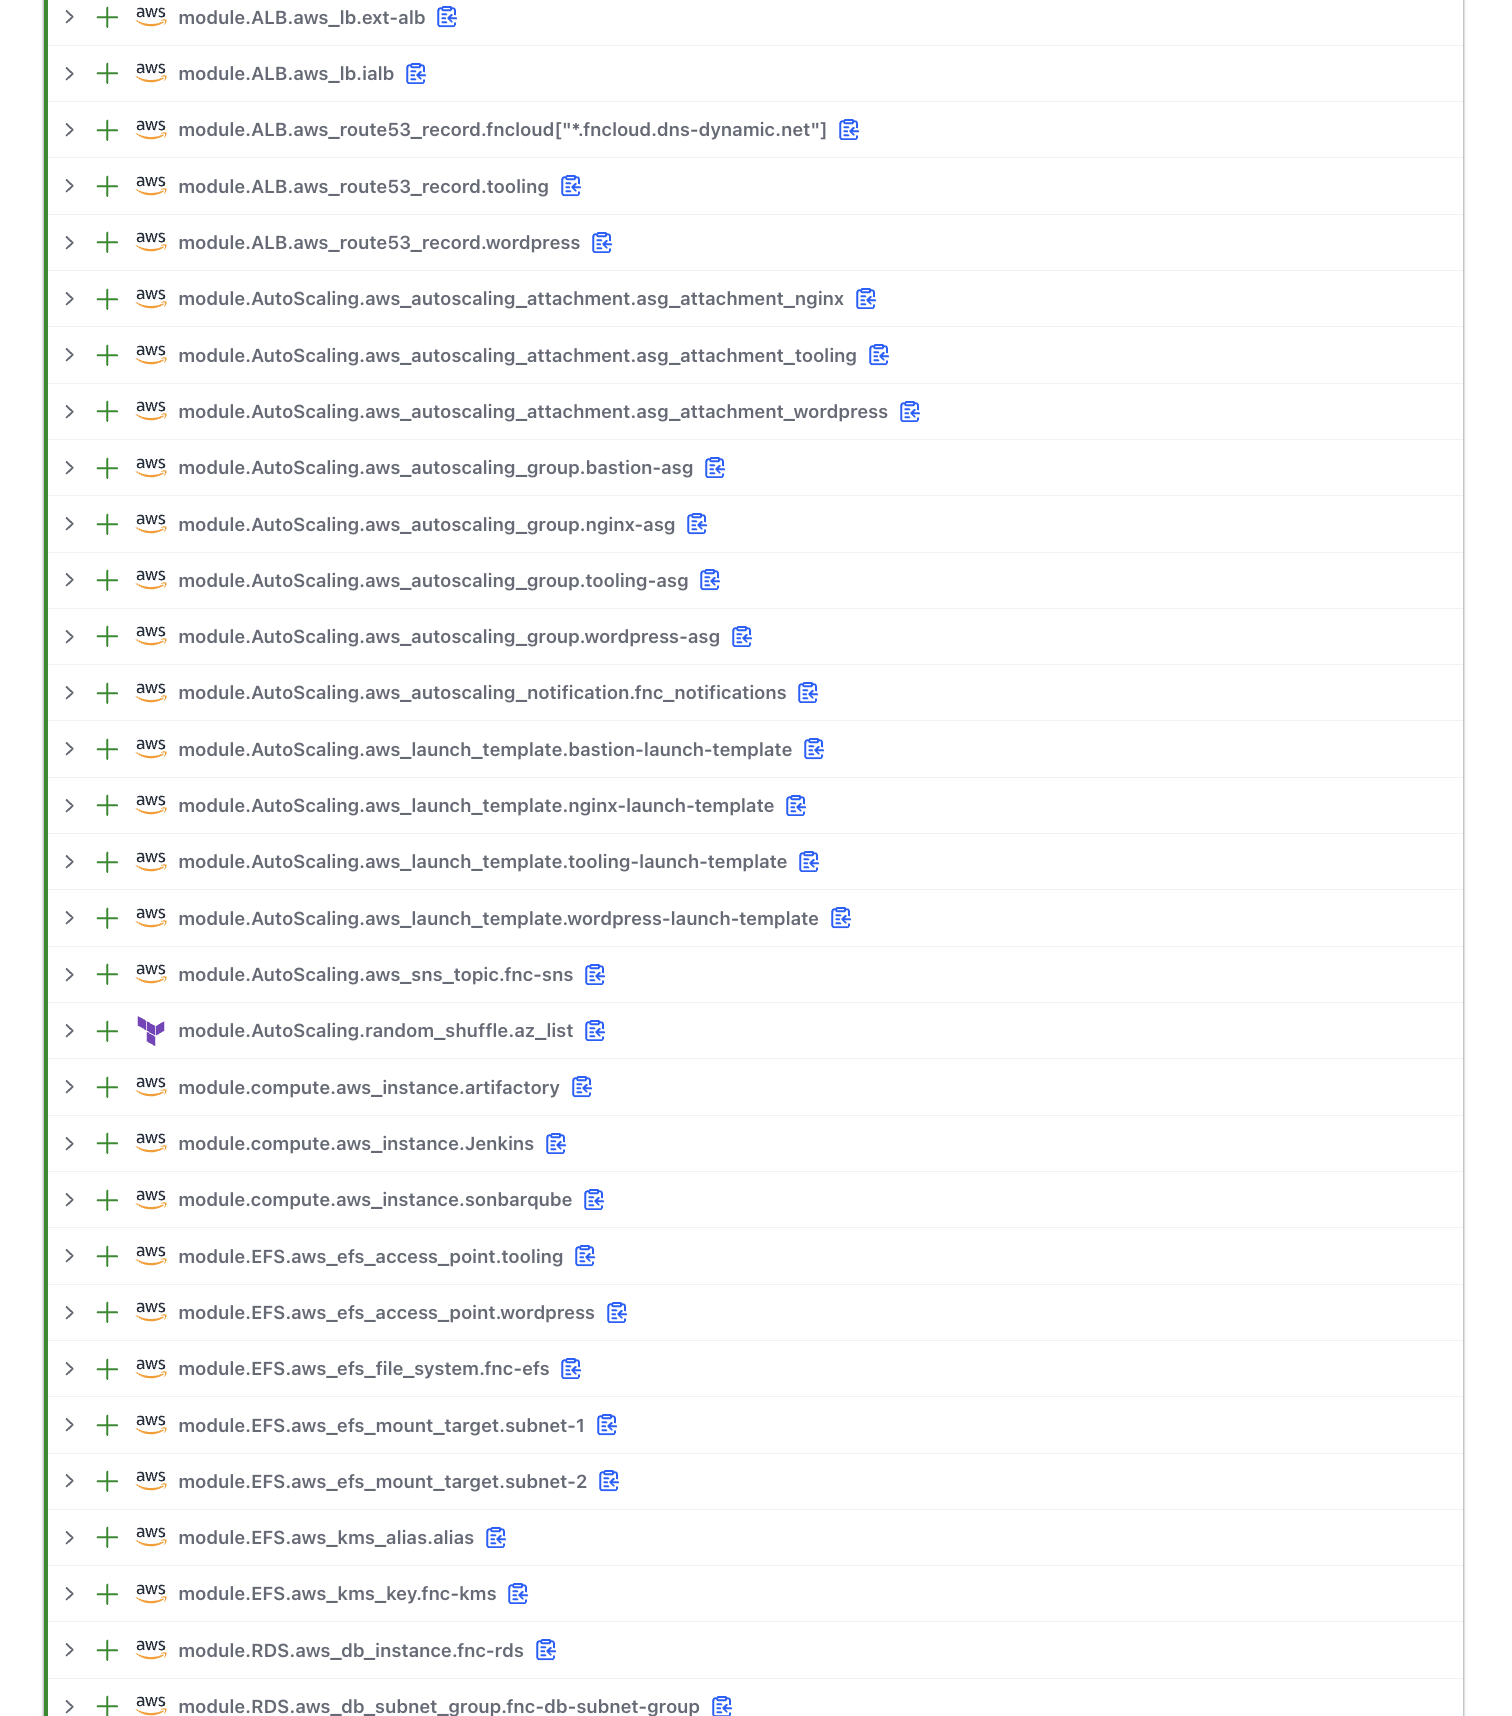 aws module.ALB.aws_lb.ext-alb
aws module.ALB.aws_lb.ialb
aws module.ALB.aws_route53_record.fncloud["*.fncloud.dns-dynamic.net"]
aws module.ALB.aws_route53_record.tooling
aws module.ALB.aws_route53_record.wordpress
aws module.AutoScaling.aws_autoscaling_attachment.asg_attachment_nginx
aws module.AutoScaling.aws_autoscaling_attachment.asg_attachment_tooling
aws module.AutoScaling.aws_autoscaling_attachment.asg_attachment_wordpress
aws module.AutoScaling.aws_autoscaling_group.bastion-asg
aws module.AutoScaling.aws_autoscaling_group.nginx-asg
aws module.AutoScaling.aws_autoscaling_group.tooling-asg
aws module.AutoScaling.aws_autoscaling_group.wordpress-asg
aws module.AutoScaling.aws_autoscaling_notification.fnc_notifications
aws module.AutoScaling.aws_launch_template.bastion-launch-template
aws module.AutoScaling.aws_launch_template.nginx-launch-template
aws module.AutoScaling.aws_launch_template.tooling-launch-template
aws module.AutoScaling.aws_launch_template.wordpress-launch-template
aws module.AutoScaling.aws_sns_topic.fnc-sns
module.AutoScaling.random_shuffle.az_list
aws module.compute.aws_instance.artifactory
aws module.compute.aws_instance.Jenkins
aws module.compute.aws_instance.sonbarqube
aws module.EFS.aws_efs_access_point.tooling
aws module.EFS.aws_efs_access_point.wordpress
aws module.EFS.aws_efs_file_system.fnc-efs
aws module.EFS.aws_efs_mount_target.subnet-1
aws module.EFS.aws_efs_mount_target.subnet-2
aws module.EFS.aws_kms_alias.alias
aws module.EFS.aws_kms_key.fnc-kms
aws module.RDS.aws_db_instance.fnc-rds
aws module.RDS.aws_db_subnet_group.fnc-db-subnet-group